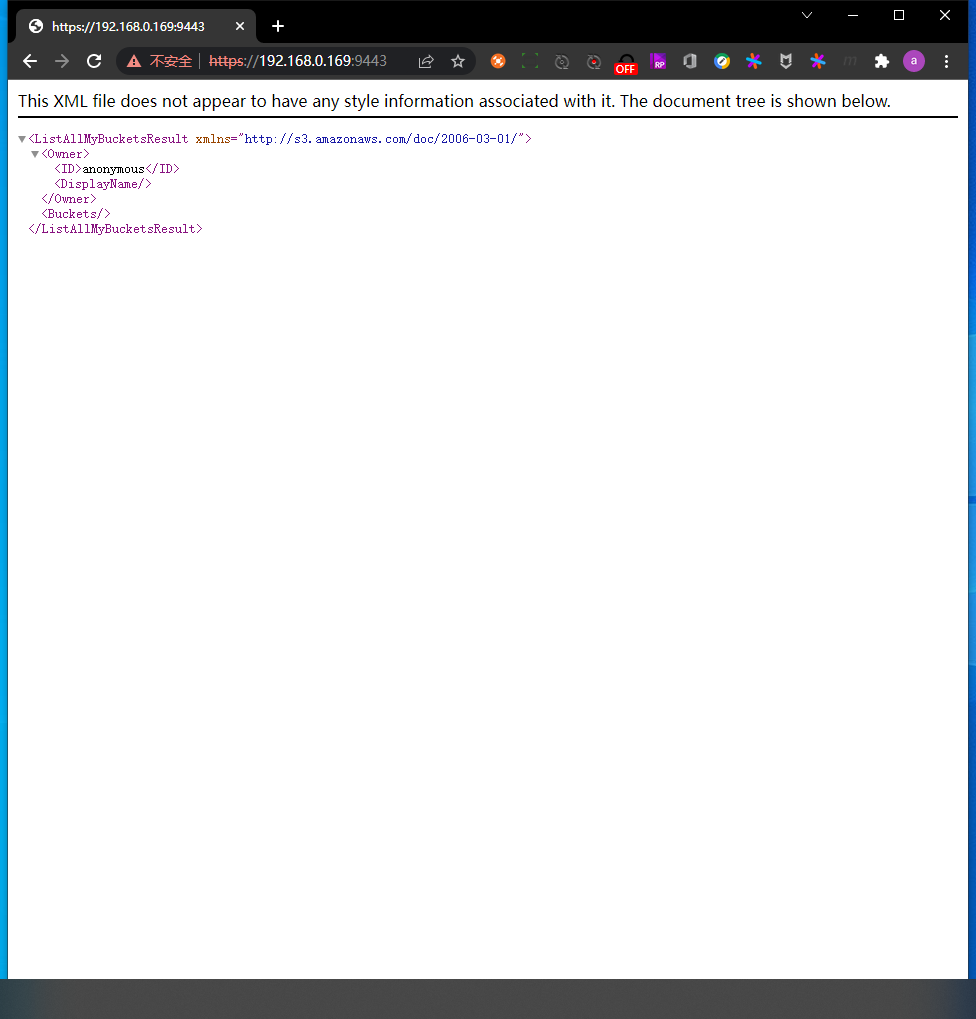 https://192.168.0.169:9443
不安全 https://192.168.0.169:9443
OFF
RP
a
This XML file does not appear to have any style information associated with it. The document tree is shown below.
<ListAllMyBucketsResult xmlns="http://s3.amazonaws.com/doc/2006-03-01/">
<Owner>
<ID>anonymous</ID>
<DisplayName/>
</Owner>
<Buckets/>
</ListAllMyBucketsResult>